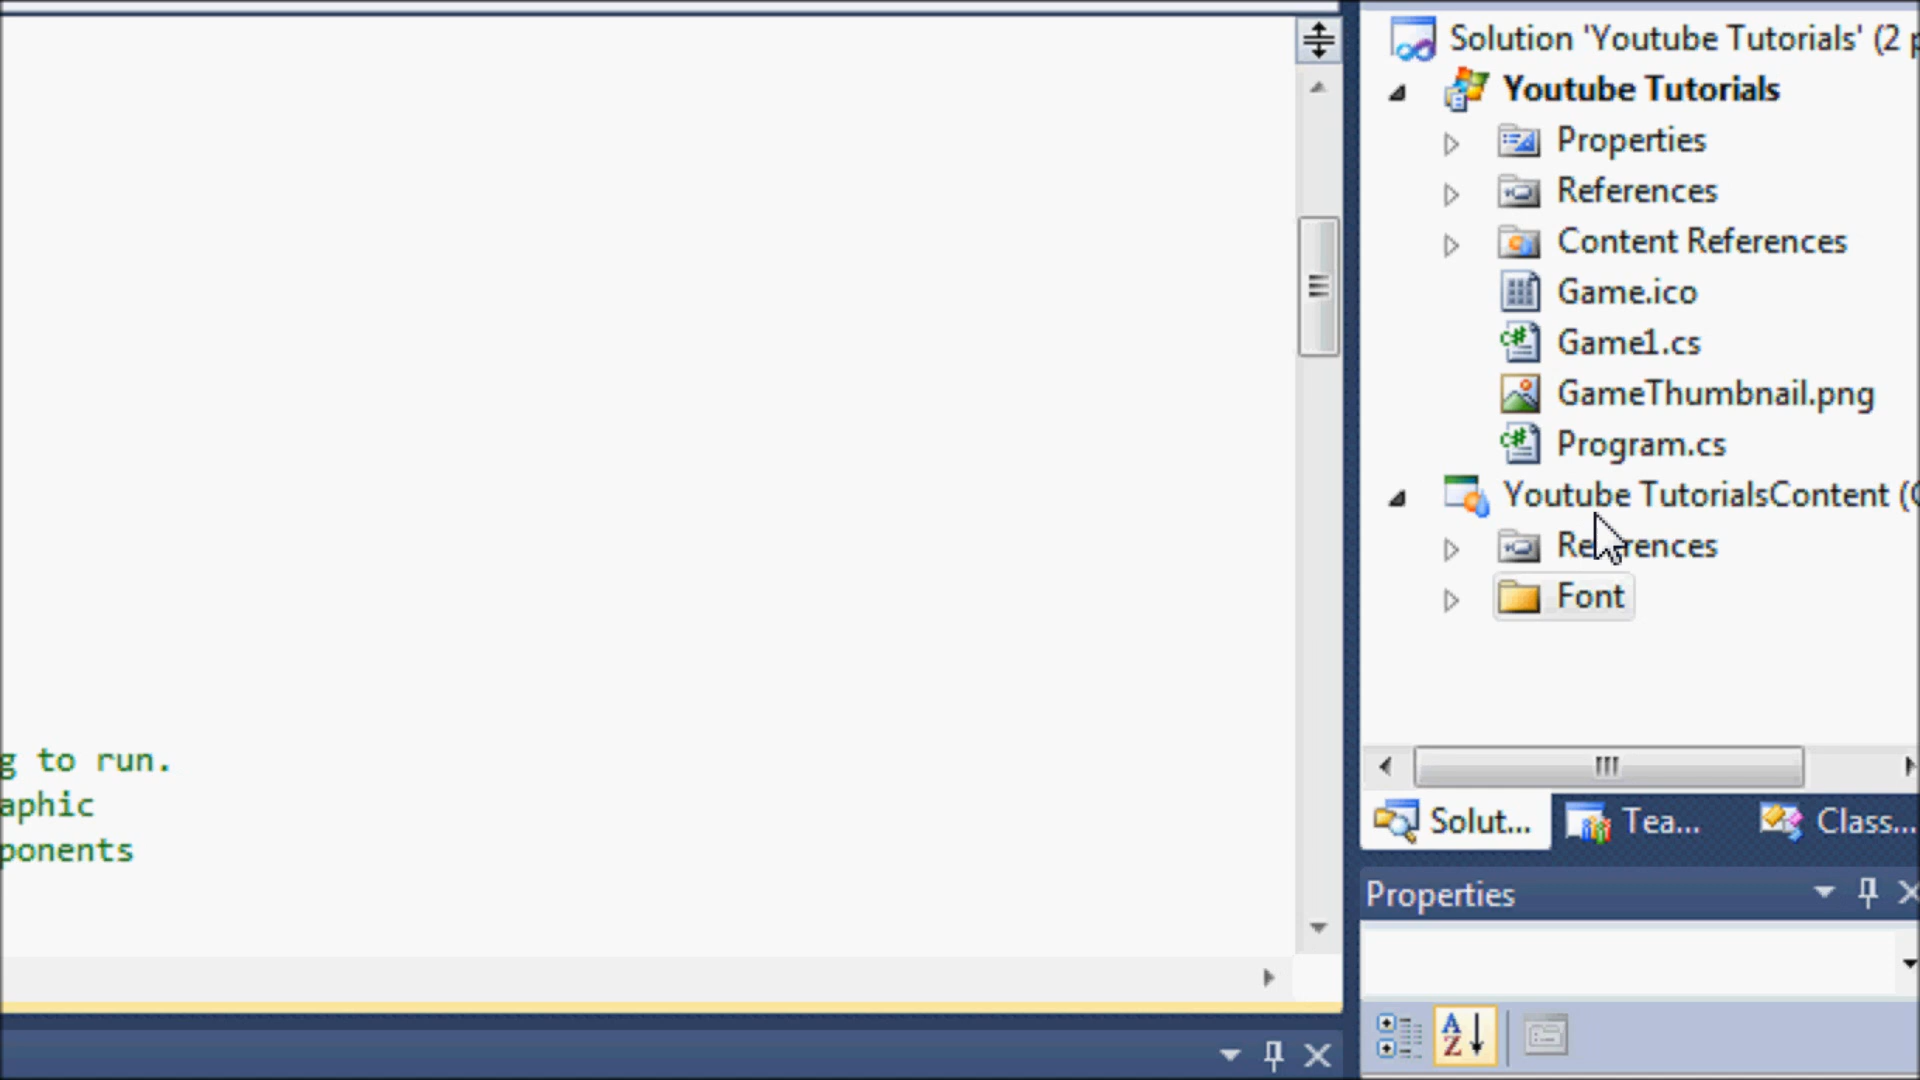 Solution 'Youtube Tutorials' (2 p
Youtube Tutorials
Properties
References
Content References
Game.ico
Game1.cs
GameThumbnail.png
Program.cs
Youtube TutorialsContent (C
References
Font
g to run.
aphic
ponents
Solut... Tea... Class...
Properties